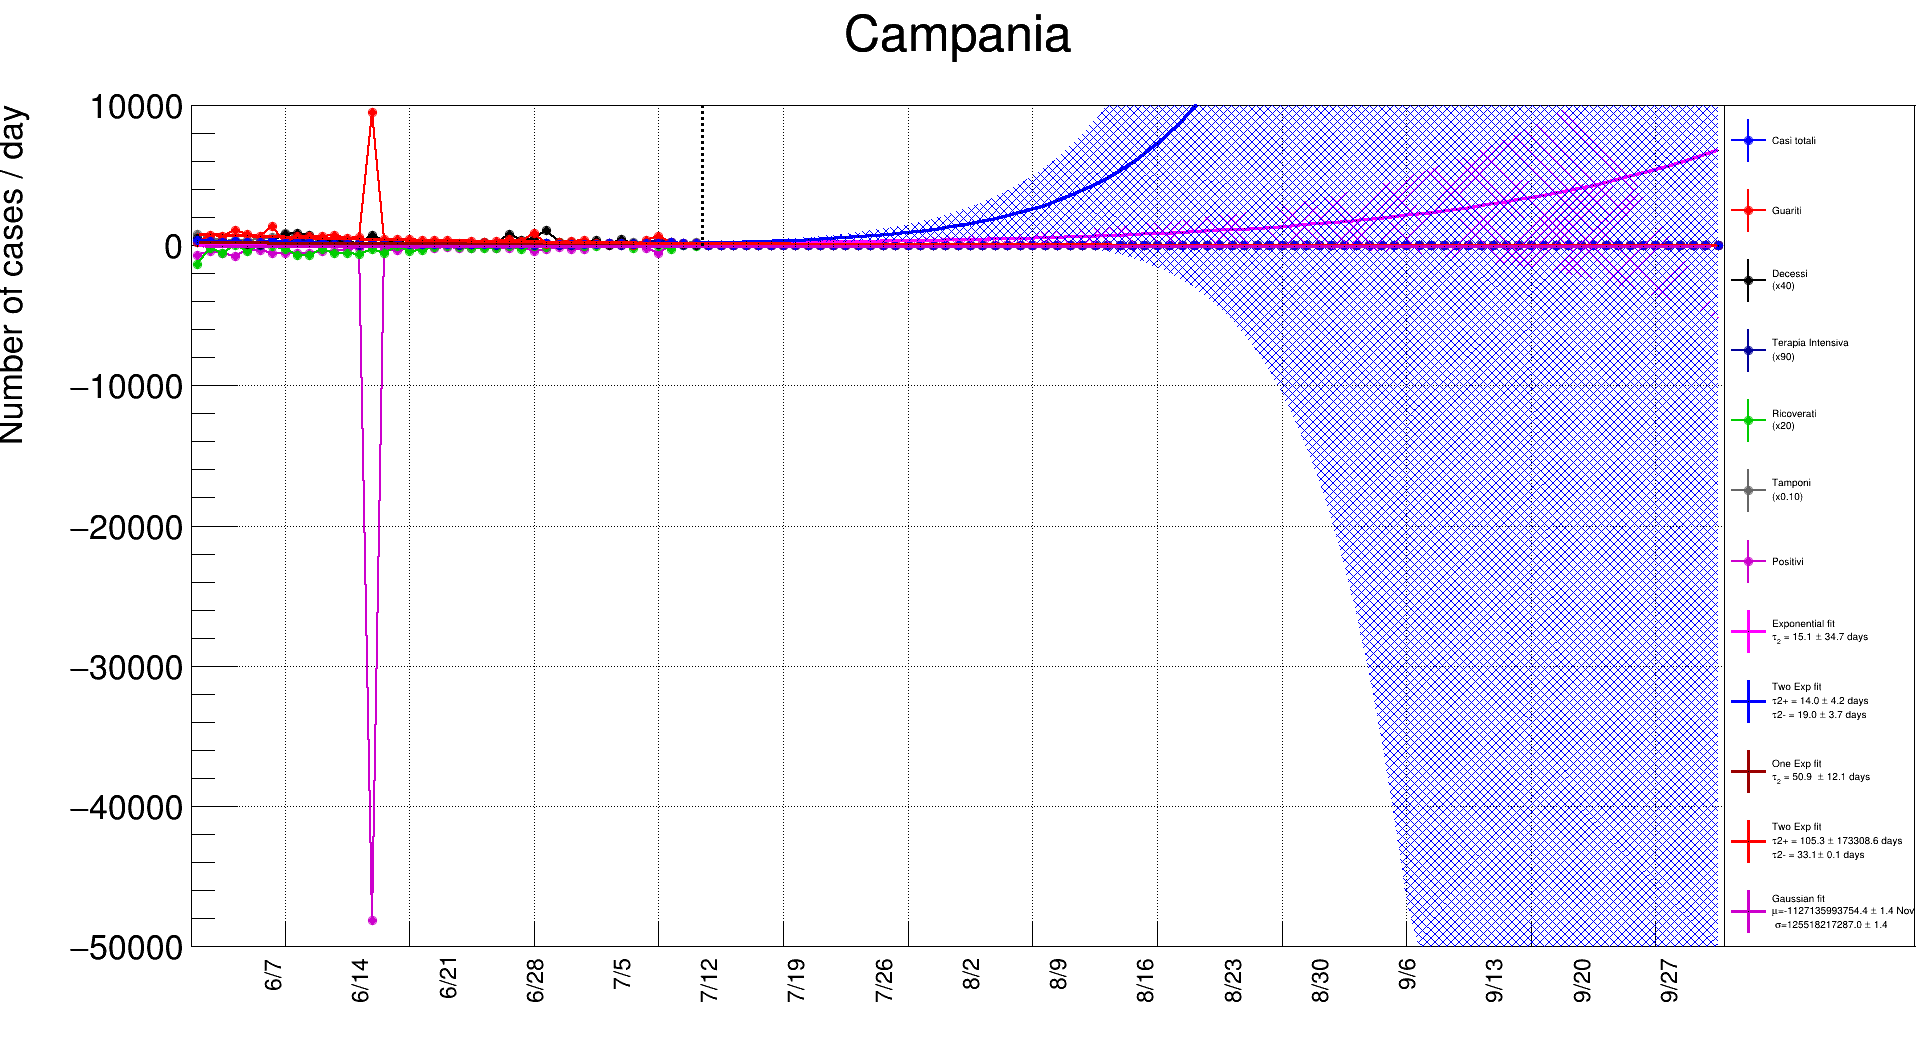 Campania
Number of cases / day
10000
0
−10000
−20000
−30000
−40000
−50000
6/7
6/14
6/21
6/28
7/5
7/12
7/19
7/26
8/2
8/9
8/16
8/23
8/30
9/6
9/13
9/20
9/27
Casi totali
Guariti
Decessi
(x40)
Terapia Intensiva
(x90)
Ricoverati
(x20)
Tamponi
(x0.10)
Positivi
Exponential fit
τ₂ = 15.1 ± 34.7 days
Two Exp fit
τ2+ = 14.0 ± 4.2 days
τ2- = 19.0 ± 3.7 days
One Exp fit
τ₂ = 50.9 ± 12.1 days
Two Exp fit
τ2+ = 105.3 ± 173308.6 days
τ2- = 33.1 ± 0.1 days
Gaussian fit
μ=-1127135993754.4 ± 1.4 Nov
σ=125518217287.0 ± 1.4